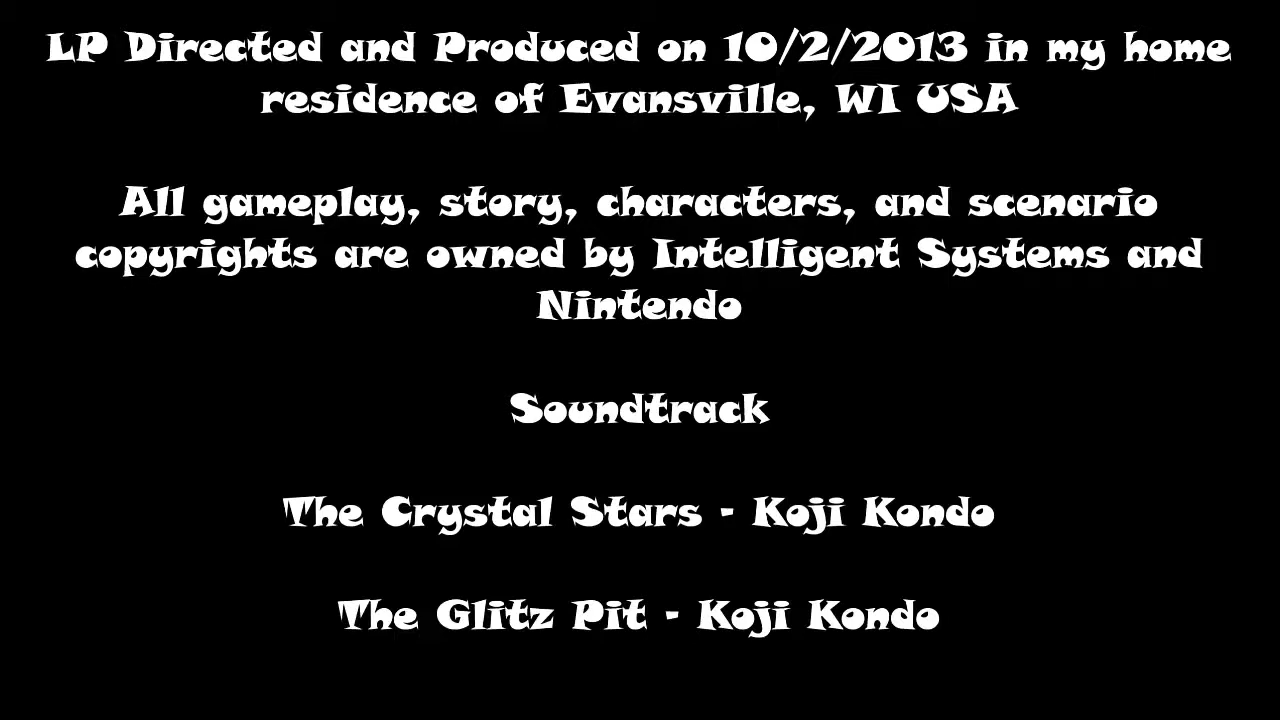 LP Directed and Produced on 10/2/2013 in my home
residence of Evansville, WI USA
All gameplay, story, characters, and scenario
copyrights are owned by Intelligent Systems and
Nintendo
Soundtrack
The Crystal Stars - Koji Kondo
The Glitz Pit - Koji Kondo